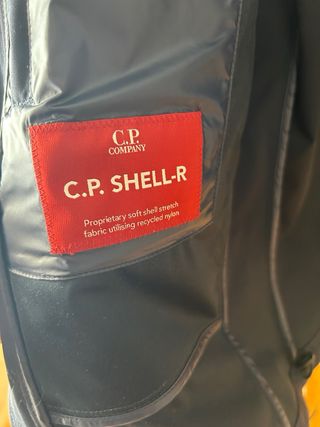 C.P.
COMPANY
C.P. SHELL-R
Proprietary soft shell stretch
fabric utilising recycled nylon